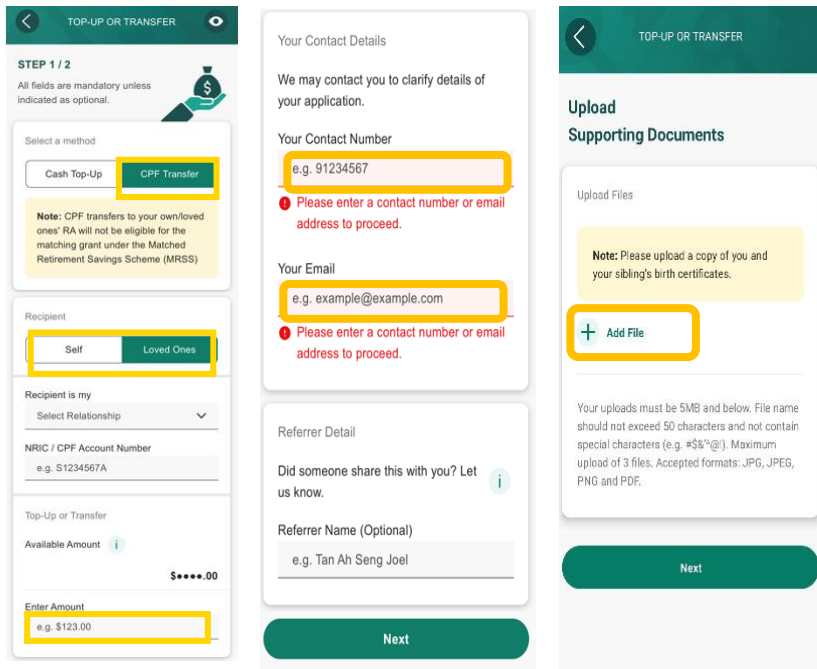 TOP-UP OR TRANSFER
STEP 1 / 2
All fields are mandatory unless
indicated as optional.
Select a method
Cash Top-Up
CPF Transfer
Note: CPF transfers to your own/loved
ones' RA will not be eligible for the
matching grant under the Matched
Retirement Savings Scheme (MRSS)
Recipient
Self
Loved Ones
Recipient is my
Select Relationship
NRIC / CPF Account Number
e.g. S1234567A
Top-Up or Transfer
Available Amount i
$●●●●.00
Enter Amount
e.g. $123.00
Your Contact Details
We may contact you to clarify details of
your application.
Your Contact Number
e.g. 91234567
Please enter a contact number or email
address to proceed.
Your Email
e.g. example@example.com
Please enter a contact number or email
address to proceed.
Referrer Detail
Did someone share this with you? Let
us know.
i
Referrer Name (Optional)
e.g. Tan Ah Seng Joel
Next
TOP-UP OR TRANSFER
Upload
Supporting Documents
Upload Files
Note: Please upload a copy of you and
your sibling's birth certificates.
+ Add File
Your uploads must be 5MB and below. File name
should not exceed 50 characters and not contain
special characters (e.g. #$&'^@!). Maximum
upload of 3 files. Accepted formats: JPG, JPEG,
PNG and PDF.
Next